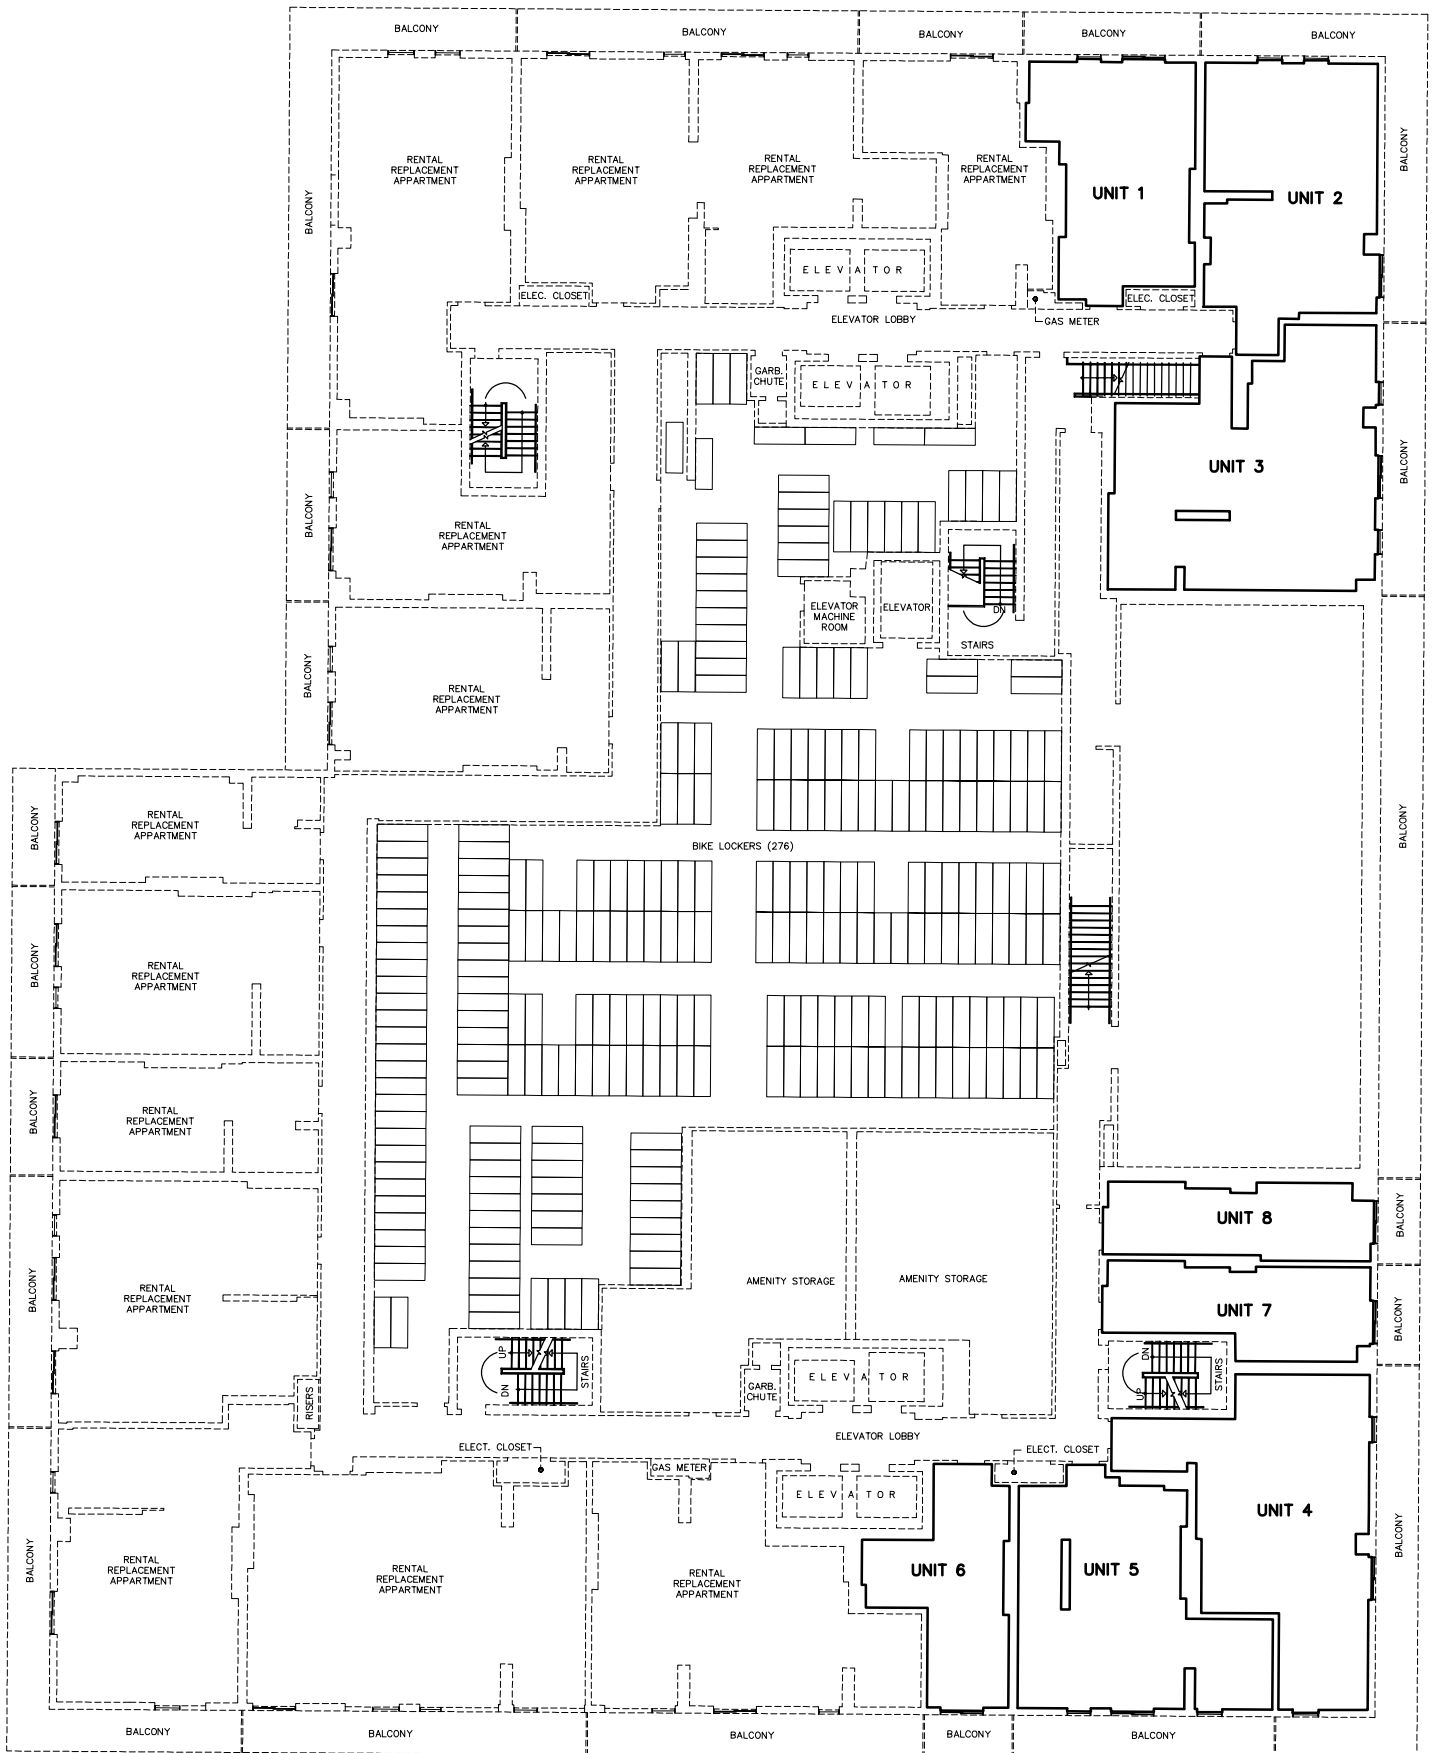 BALCONY
BALCONY
BALCONY
BALCONY
BALCONY
BALCONY
BALCONY
RENTAL
REPLACEMENT
APPARTMENT
RENTAL
REPLACEMENT
APPARTMENT
RENTAL
REPLACEMENT
APPARTMENT
RENTAL
REPLACEMENT
APPARTMENT
UNIT 1
UNIT 2
ELEVATOR
ELEC. CLOSET
ELEC. CLOSET
ELEVATOR LOBBY
GAS METER
GARB.
CHUTE
ELEVATOR
BALCONY
BALCONY
UNIT 3
RENTAL
REPLACEMENT
APPARTMENT
ELEVATOR
MACHINE
ROOM
ELEVATOR
DN
STAIRS
BALCONY
RENTAL
REPLACEMENT
APPARTMENT
BALCONY
RENTAL
REPLACEMENT
APPARTMENT
BALCONY
BIKE LOCKERS (276)
BALCONY
RENTAL
REPLACEMENT
APPARTMENT
BALCONY
RENTAL
REPLACEMENT
APPARTMENT
BALCONY
UNIT 8
BALCONY
RENTAL
REPLACEMENT
APPARTMENT
AMENITY STORAGE
AMENITY STORAGE
UNIT 7
BALCONY
UP
DN
STAIRS
GARB.
CHUTE
ELEVATOR
DN
UP
STAIRS
RISERS
ELEVATOR LOBBY
ELECT. CLOSET
ELECT. CLOSET
GAS METER
ELEVATOR
UNIT 4
BALCONY
BALCONY
RENTAL
REPLACEMENT
APPARTMENT
RENTAL
REPLACEMENT
APPARTMENT
RENTAL
REPLACEMENT
APPARTMENT
UNIT 6
UNIT 5
BALCONY
BALCONY
BALCONY
BALCONY
BALCONY